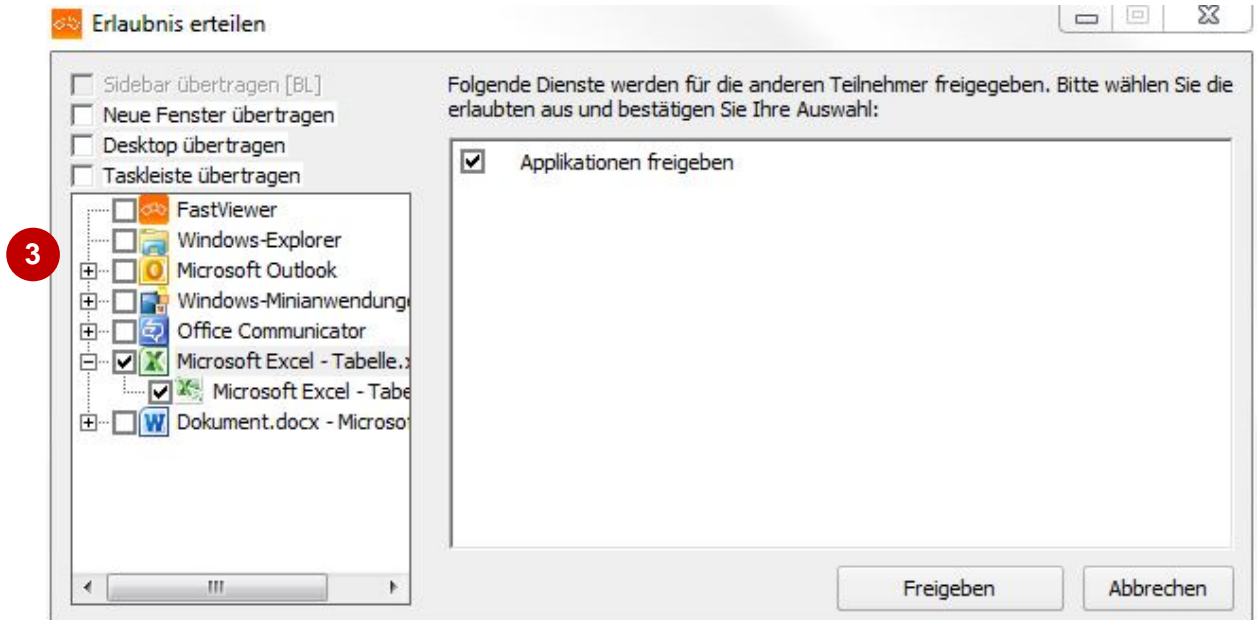 Erlaubnis erteilen
Sidebar übertragen [BL]
Neue Fenster übertragen
Desktop übertragen
Taskleiste übertragen
FastViewer
Windows-Explorer
3
Microsoft Outlook
Windows-Minianwendunge
Office Communicator
Microsoft Excel - Tabelle.x
Microsoft Excel - Tabe
Dokument.docx - Microsof
Folgende Dienste werden für die anderen Teilnehmer freigegeben. Bitte wählen Sie die
erlaubten aus und bestätigen Sie Ihre Auswahl:
Applikationen freigeben
Freigeben
Abbrechen